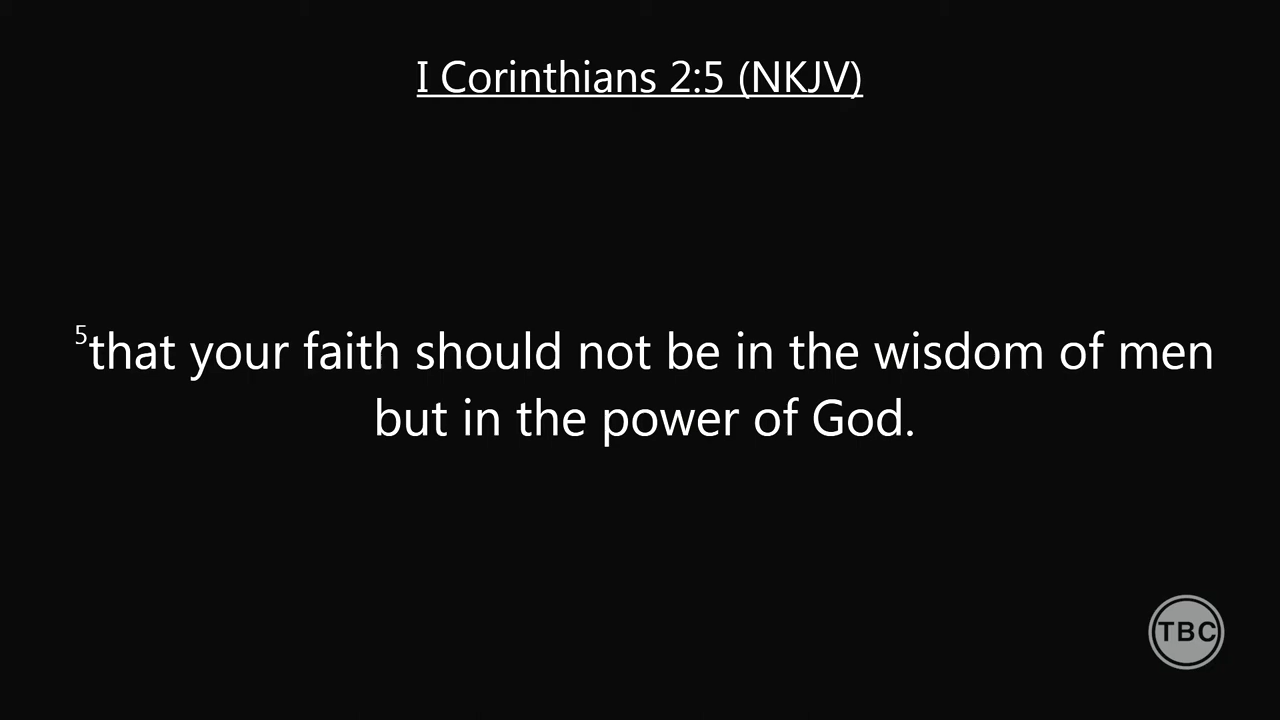 I Corinthians 2:5 (NKJV)
⁵that your faith should not be in the wisdom of men
but in the power of God.
TBC